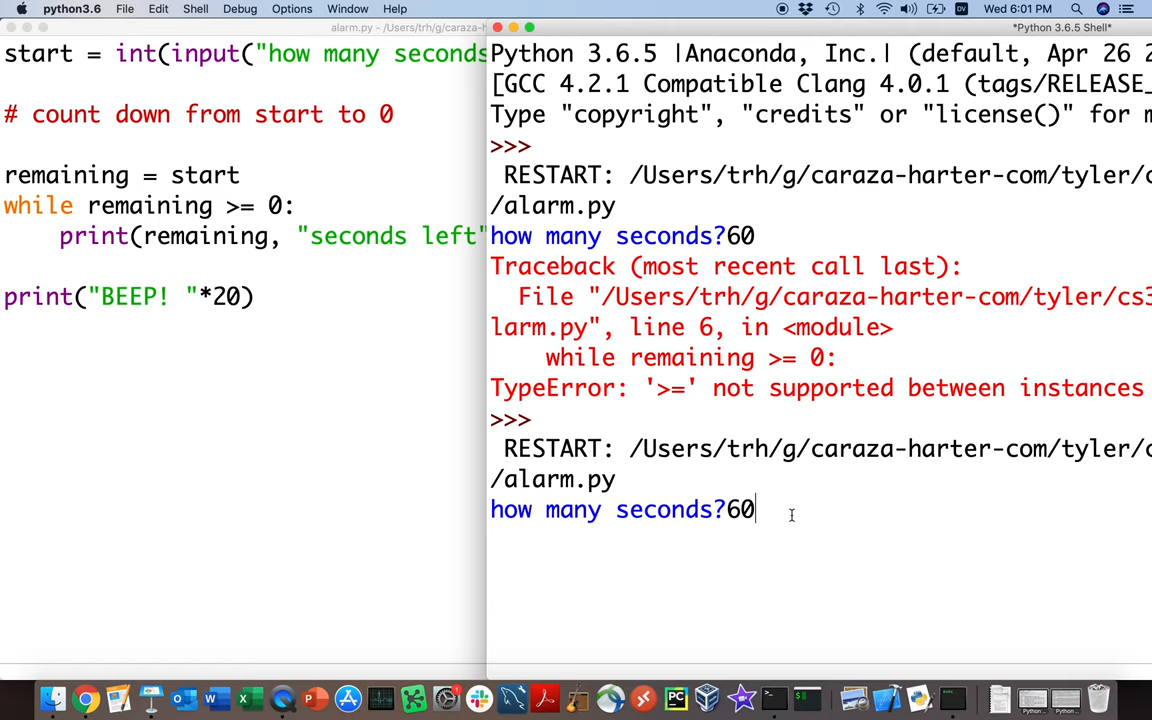 python3.6 File Edit Shell Debug Options Window Help Wed 6:01 PM
alarm.py - /Users/trh/g/caraza-h
*Python 3.6.5 Shell*
start = int(input("how many seconds
# count down from start to 0
remaining = start
while remaining >= 0:
print(remaining, "seconds left"
print("BEEP! "*20)
Python 3.6.5 |Anaconda, Inc.| (default, Apr 26 2
[GCC 4.2.1 Compatible Clang 4.0.1 (tags/RELEASE_
Type "copyright", "credits" or "license()" for m
>>>
RESTART: /Users/trh/g/caraza-harter-com/tyler/c
/alarm.py
how many seconds?60
Traceback (most recent call last):
File "/Users/trh/g/caraza-harter-com/tyler/cs3
larm.py", line 6, in <module>
while remaining >= 0:
TypeError: '>=' not supported between instances
>>>
RESTART: /Users/trh/g/caraza-harter-com/tyler/c
/alarm.py
how many seconds?60